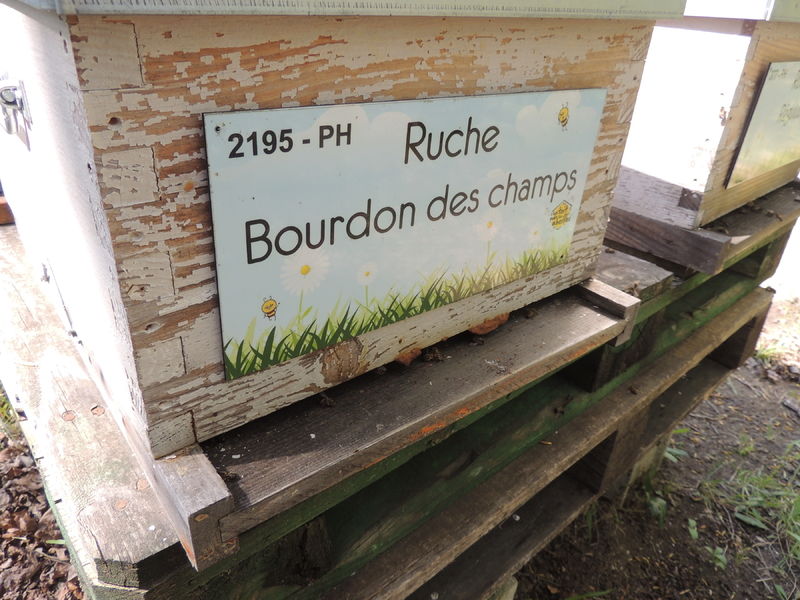 2195 - PH
Ruche
Bourdon des champs